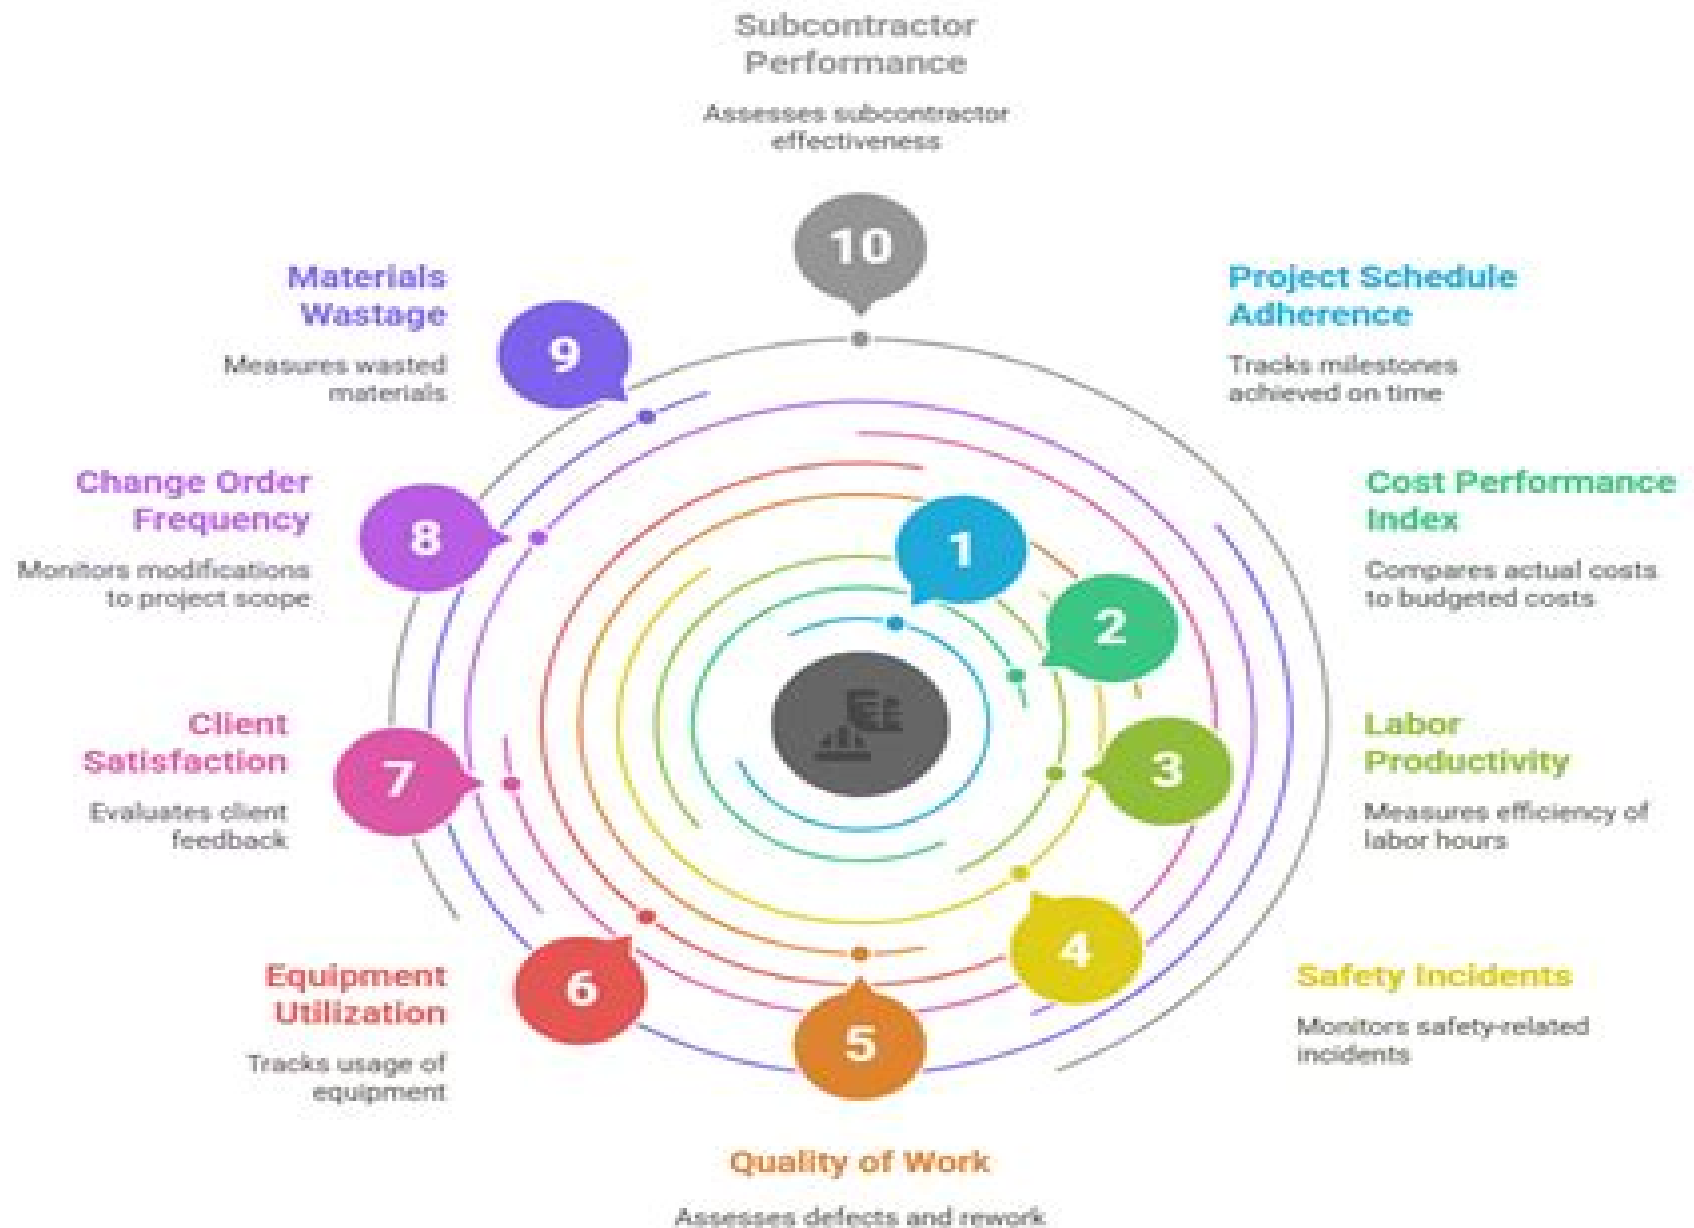 Subcontractor
Performance
Assesses subcontractor
effectiveness
10
Materials
Wastage
Measures wasted
materials
9
Project Schedule
Adherence
Tracks milestones
achieved on time
1
Change Order
Frequency
Monitors modifications
to project scope
8
Cost Performance
Index
Compares actual costs
to budgeted costs
2
Client
Satisfaction
Evaluates client
feedback
7
Labor
Productivity
Measures efficiency of
labor hours
3
Equipment
Utilization
Tracks usage of
equipment
6
Safety Incidents
Monitors safety-related
incidents
4
5
Quality of Work
Assesses defects and rework